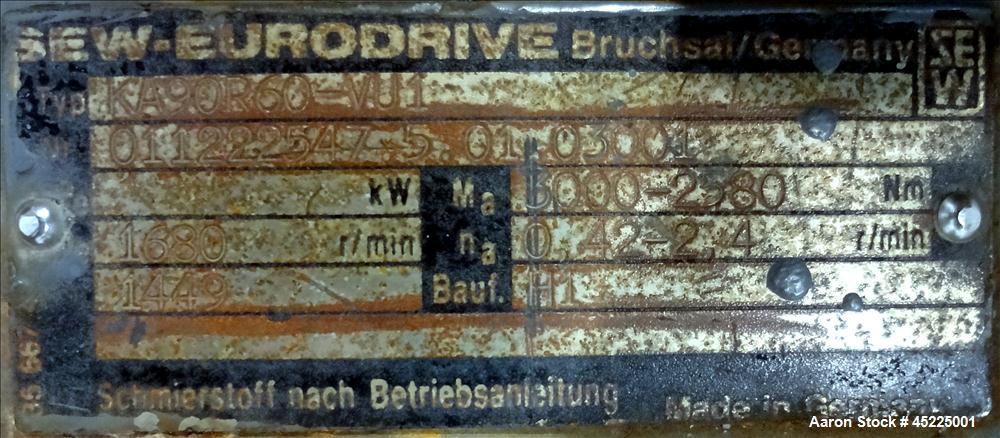 SEW-EURODRIVE Bruchsal/Germany SEW
Typ KA90R60-VU1
011222547.5.01.03001
kW Ma 3000-2580 Nm
1680 r/min na 0,42-2,4 r/min
1449 Bauf. H1
Schmierstoff nach Betriebsanleitung
Made in Germany
Aaron Stock # 45225001